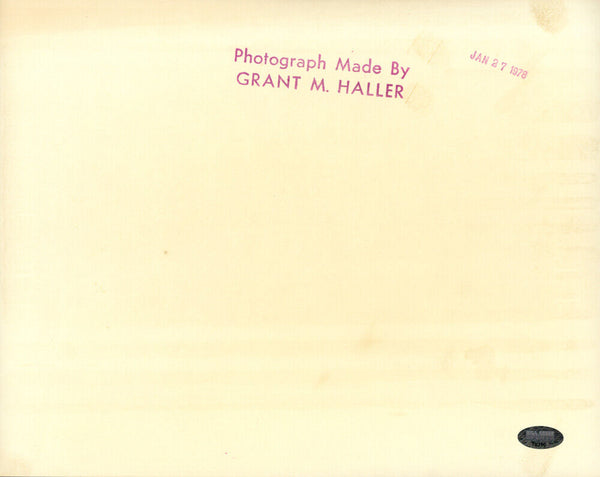 Photograph Made By
GRANT M. HALLER
JAN 27 1978